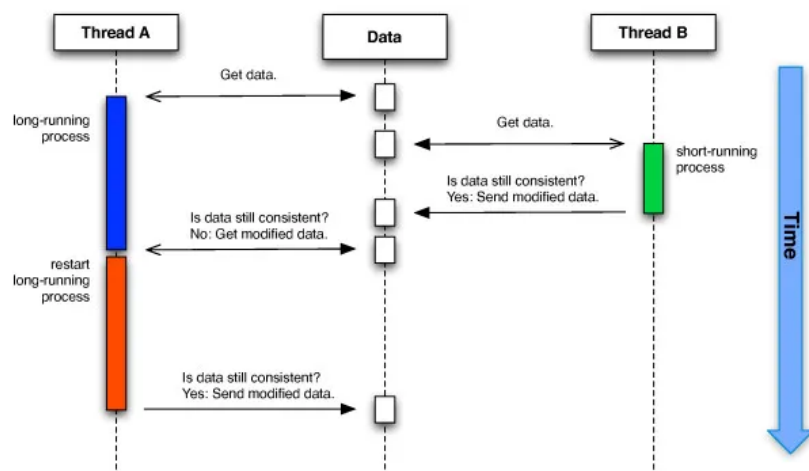 Thread A
Data
Thread B
Get data.
long-running
process
Get data.
short-running
process
Is data still consistent?
Yes: Send modified data.
Is data still consistent?
No: Get modified data.
restart
long-running
process
Is data still consistent?
Yes: Send modified data.
Time